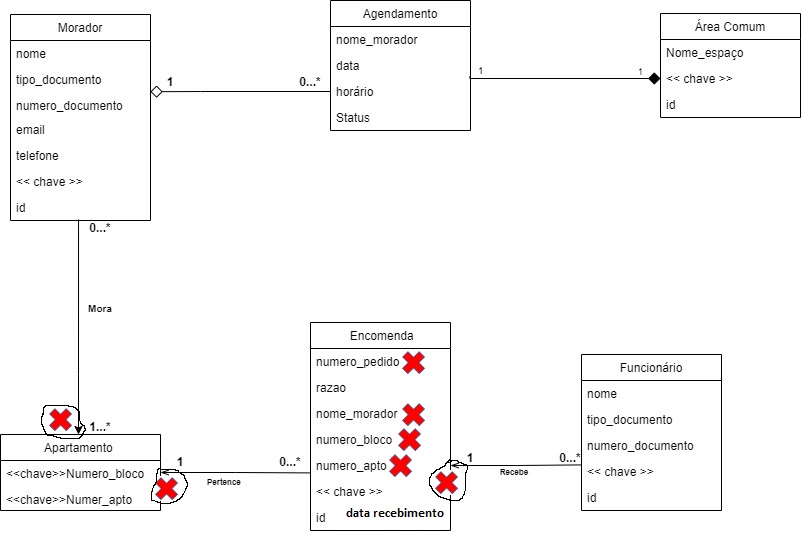 Morador
nome
tipo_documento
numero_documento
email
telefone
<< chave >>
id
1
0...*
Agendamento
nome_morador
data
horário
Status
1
1
Área Comum
Nome_espaço
<< chave >>
id
0...*
Mora
1...*
Apartamento
<<chave>>Numero_bloco
<<chave>>Numer_apto
1
0...*
Pertence
Encomenda
numero_pedido
razao
nome_morador
numero_bloco
numero_apto
<< chave >>
id data recebimento
1
0...*
Recebe
Funcionário
nome
tipo_documento
numero_documento
<< chave >>
id